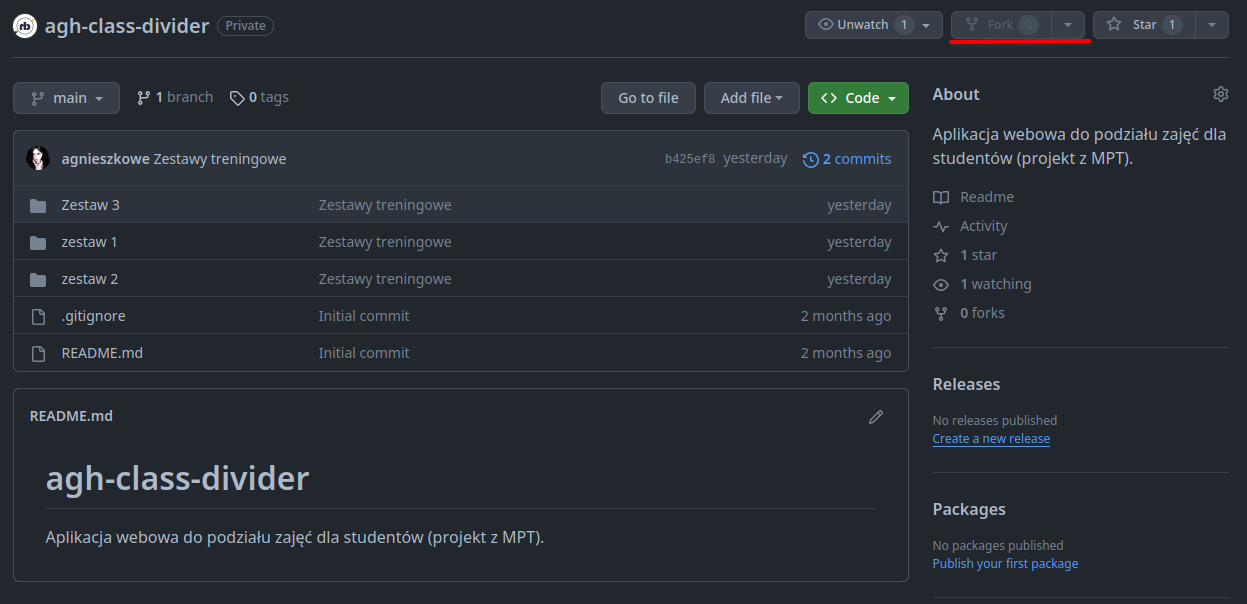 rb agh-class-divider Private Unwatch 1 Fork 0 Star 1
main 1 branch 0 tags Go to file Add file Code
agnieszkowe Zestawy treningowe b425ef8 yesterday 2 commits
Zestaw 3 Zestawy treningowe yesterday
zestaw 1 Zestawy treningowe yesterday
zestaw 2 Zestawy treningowe yesterday
.gitignore Initial commit 2 months ago
README.md Initial commit 2 months ago
README.md
agh-class-divider
Aplikacja webowa do podziału zajęć dla studentów (projekt z MPT).
About
Aplikacja webowa do podziału zajęć dla
studentów (projekt z MPT).
Readme
Activity
1 star
1 watching
0 forks
Releases
No releases published
Create a new release
Packages
No packages published
Publish your first package